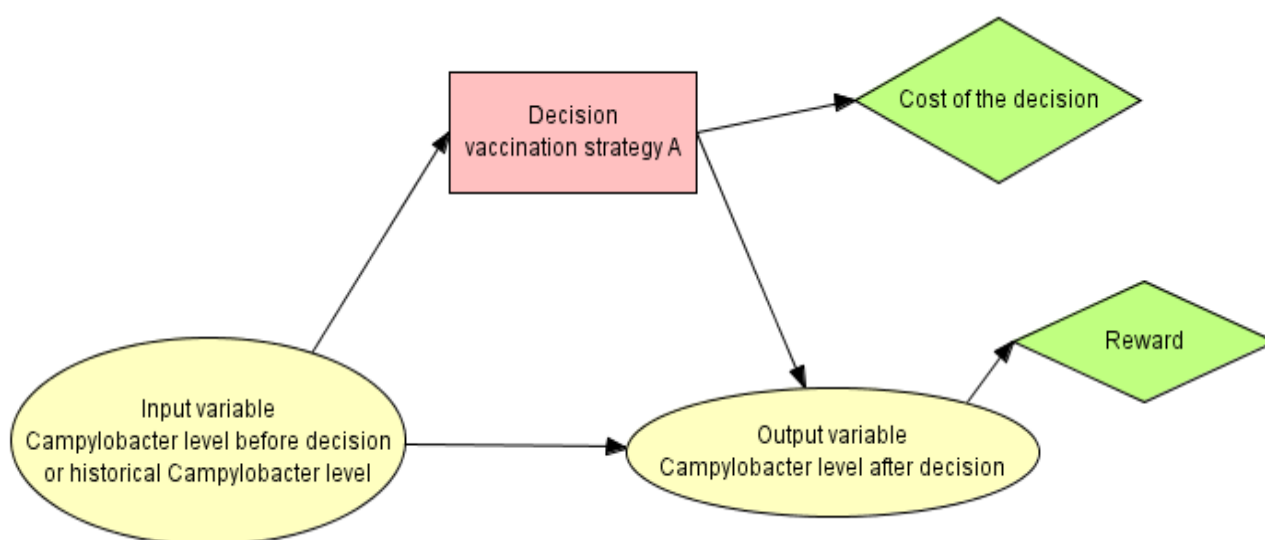 Decision
vaccination strategy A
Cost of the decision
Reward
Input variable
Campylobacter level before decision
or historical Campylobacter level
Output variable
Campylobacter level after decision